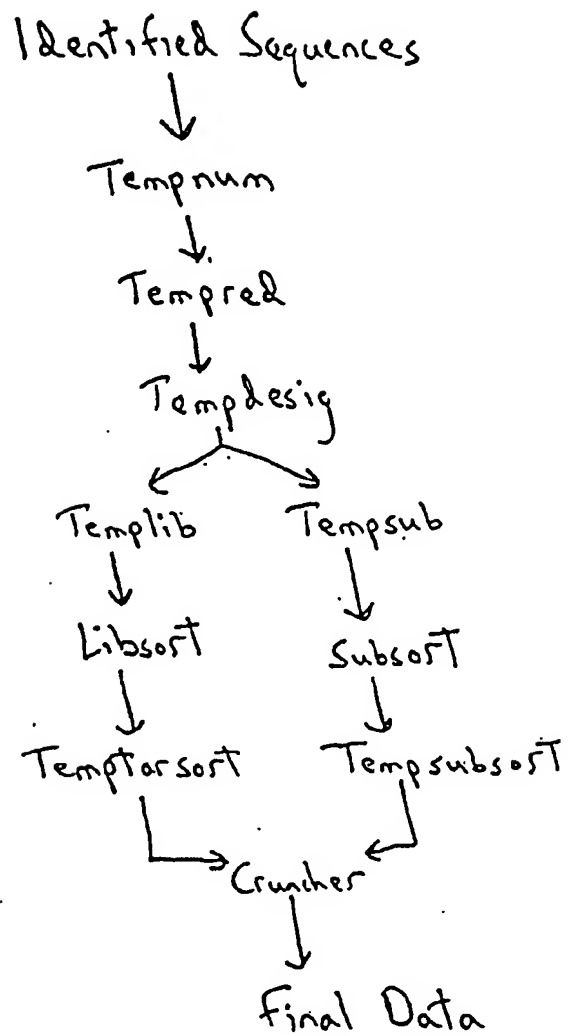 Identified Sequences
Tempnum
Tempred
Tempdesig
Templib Tempsub
Libsort Subsort
Temptarsort Tempsubsort
Cruncher
Final Data